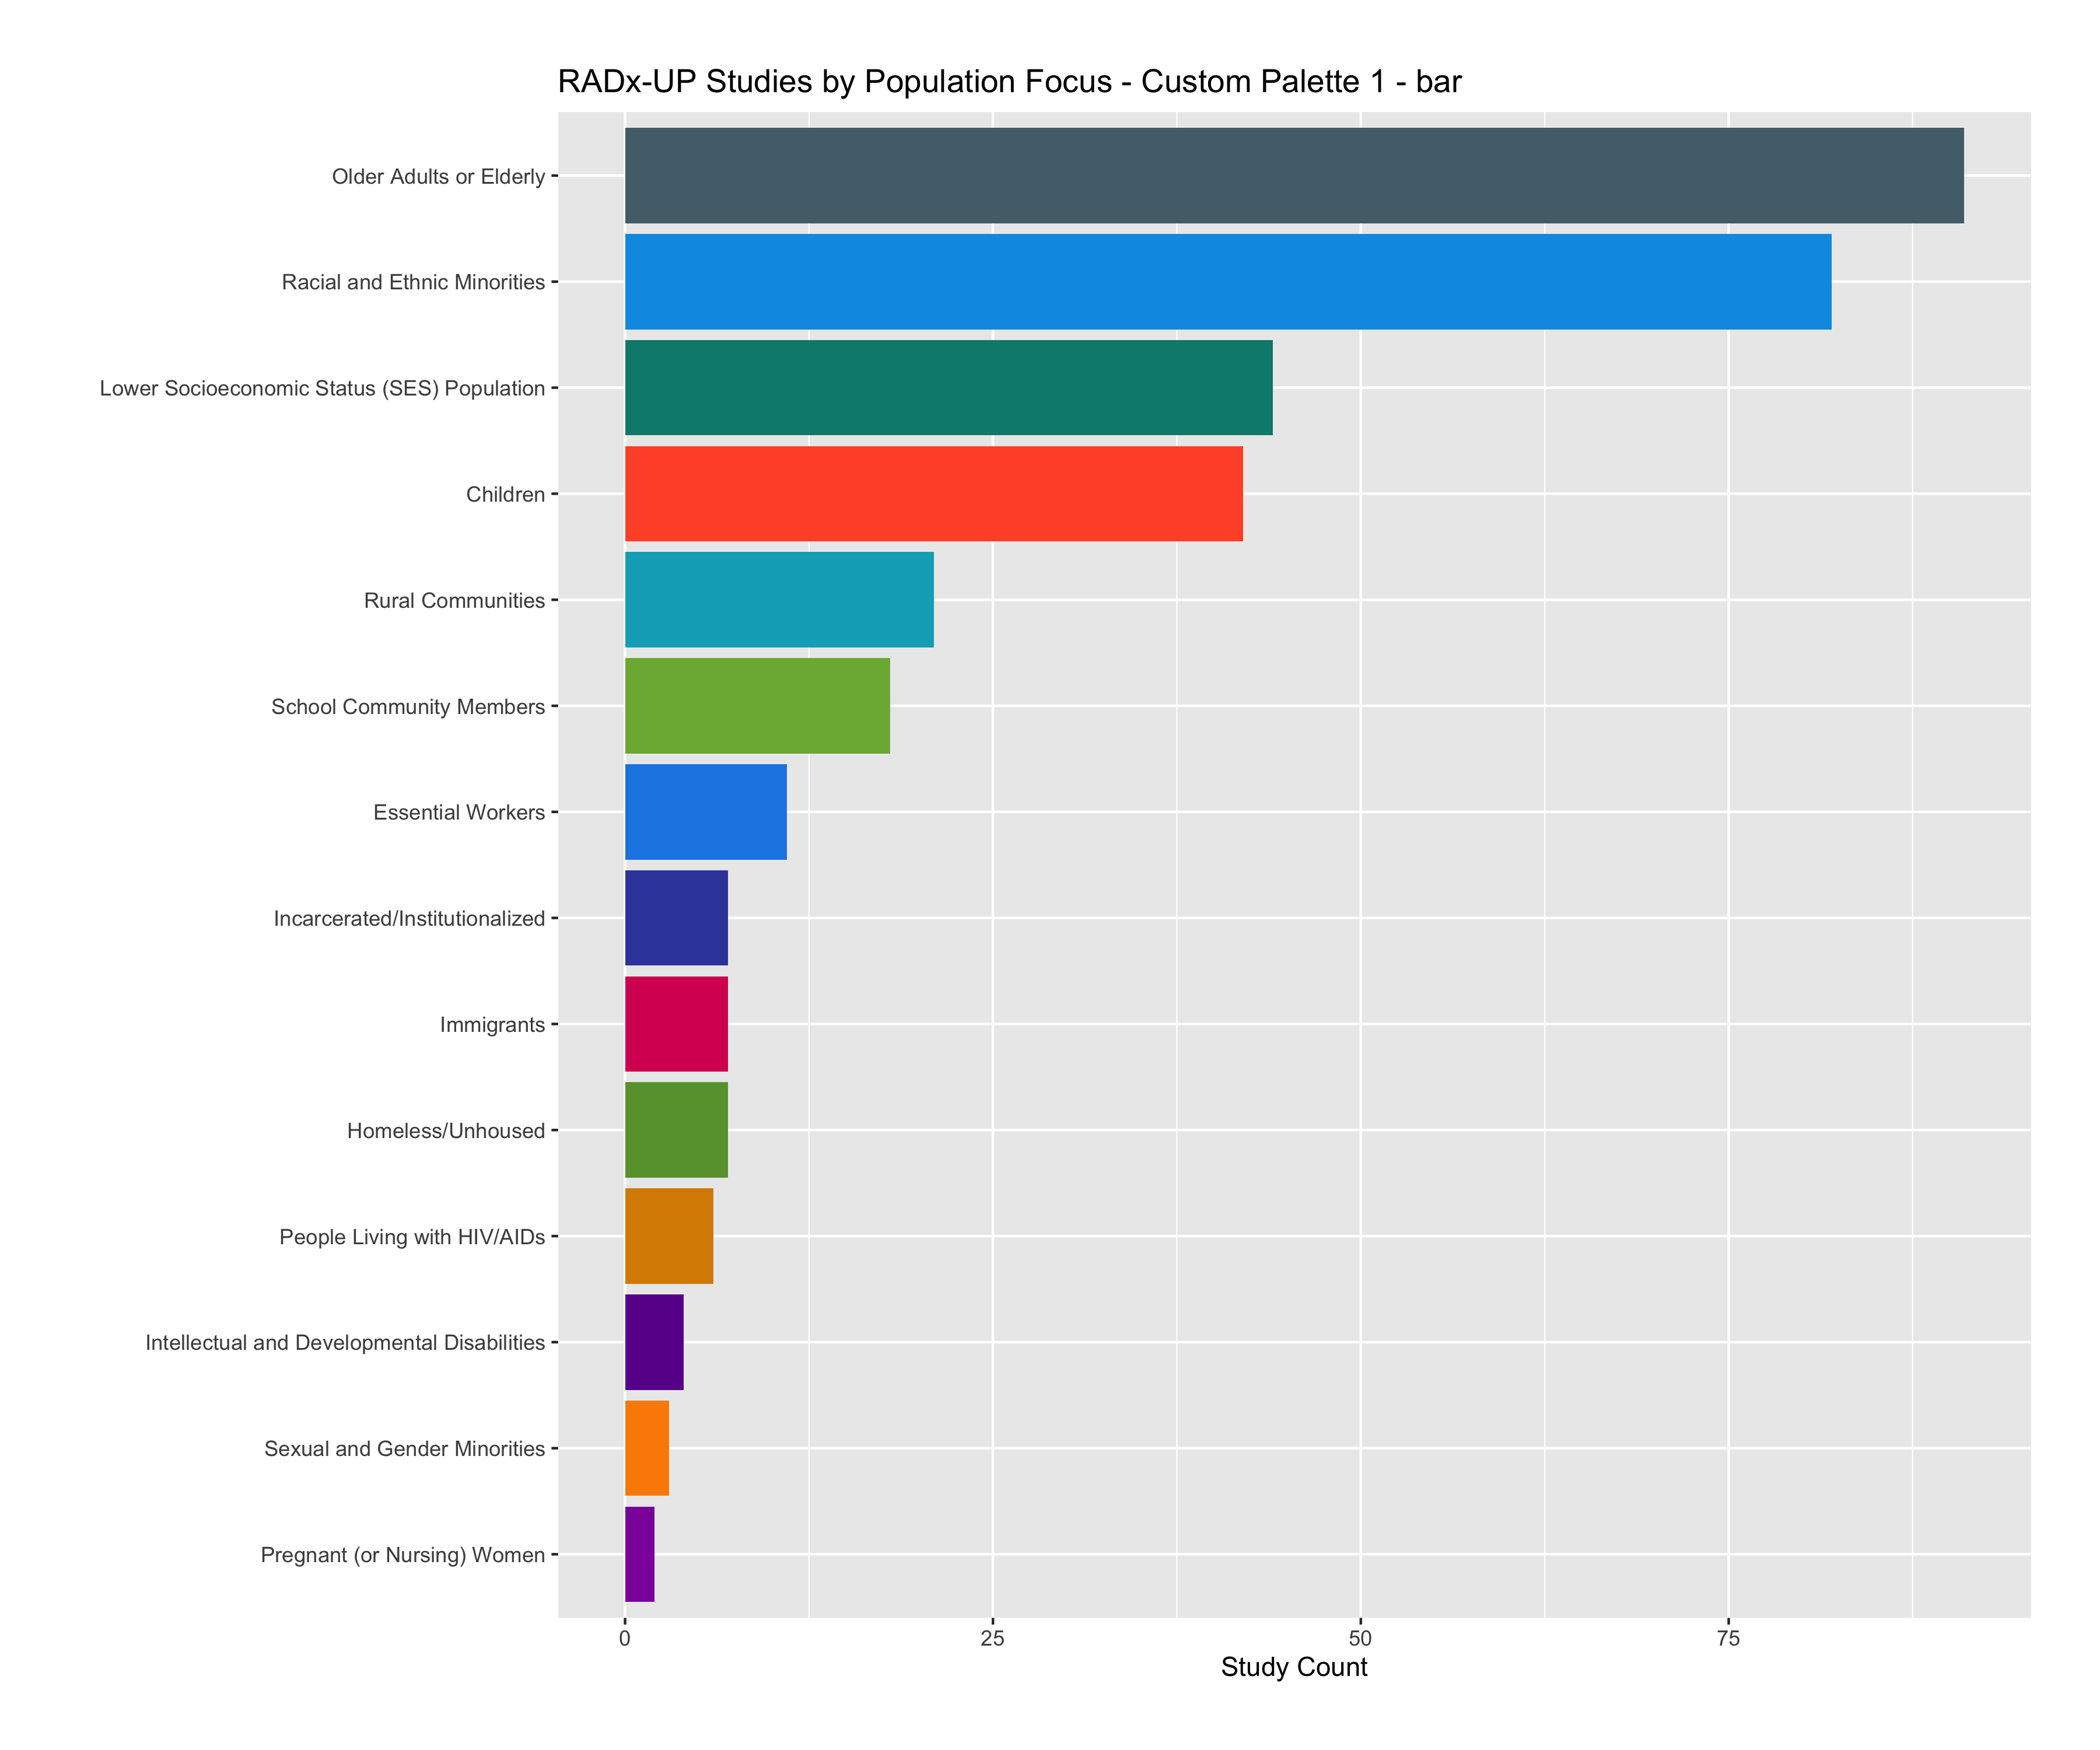 RADx-UP Studies by Population Focus - Custom Palette 1 - bar
Older Adults or Elderly
Racial and Ethnic Minorities
Lower Socioeconomic Status (SES) Population
Children
Rural Communities
School Community Members
Essential Workers
Incarcerated/Institutionalized
Immigrants
Homeless/Unhoused
People Living with HIV/AIDs
Intellectual and Developmental Disabilities
Sexual and Gender Minorities
Pregnant (or Nursing) Women
0 25 50 75
Study Count